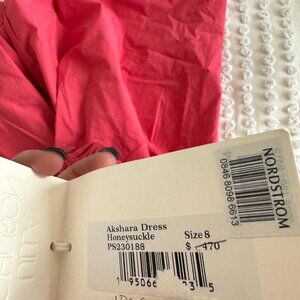 NORDSTROM
0846 8098 6613
Akshara Dress
Honeysuckle
Size 8
PS230188
470